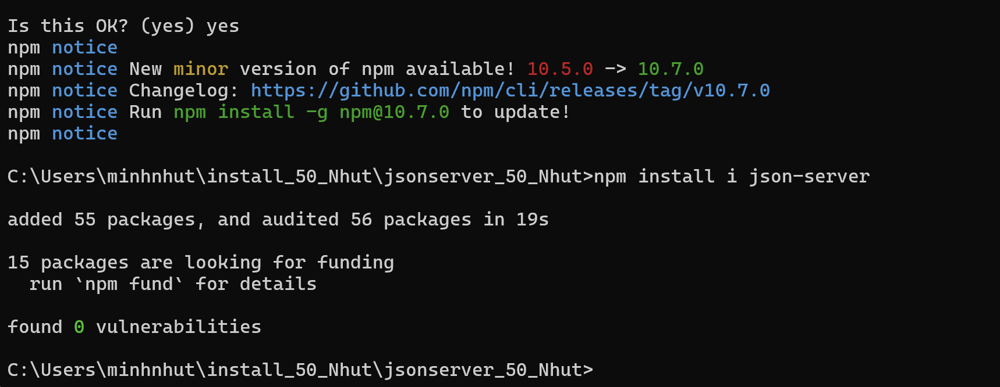 Is this OK? (yes) yes
npm notice
npm notice New minor version of npm available! 10.5.0 -> 10.7.0
npm notice Changelog: https://github.com/npm/cli/releases/tag/v10.7.0
npm notice Run npm install -g npm@10.7.0 to update!
npm notice
C:\Users\minhnhut\install_50_Nhut\jsonserver_50_Nhut>npm install i json-server
added 55 packages, and audited 56 packages in 19s
15 packages are looking for funding
  run `npm fund` for details
found 0 vulnerabilities
C:\Users\minhnhut\install_50_Nhut\jsonserver_50_Nhut>